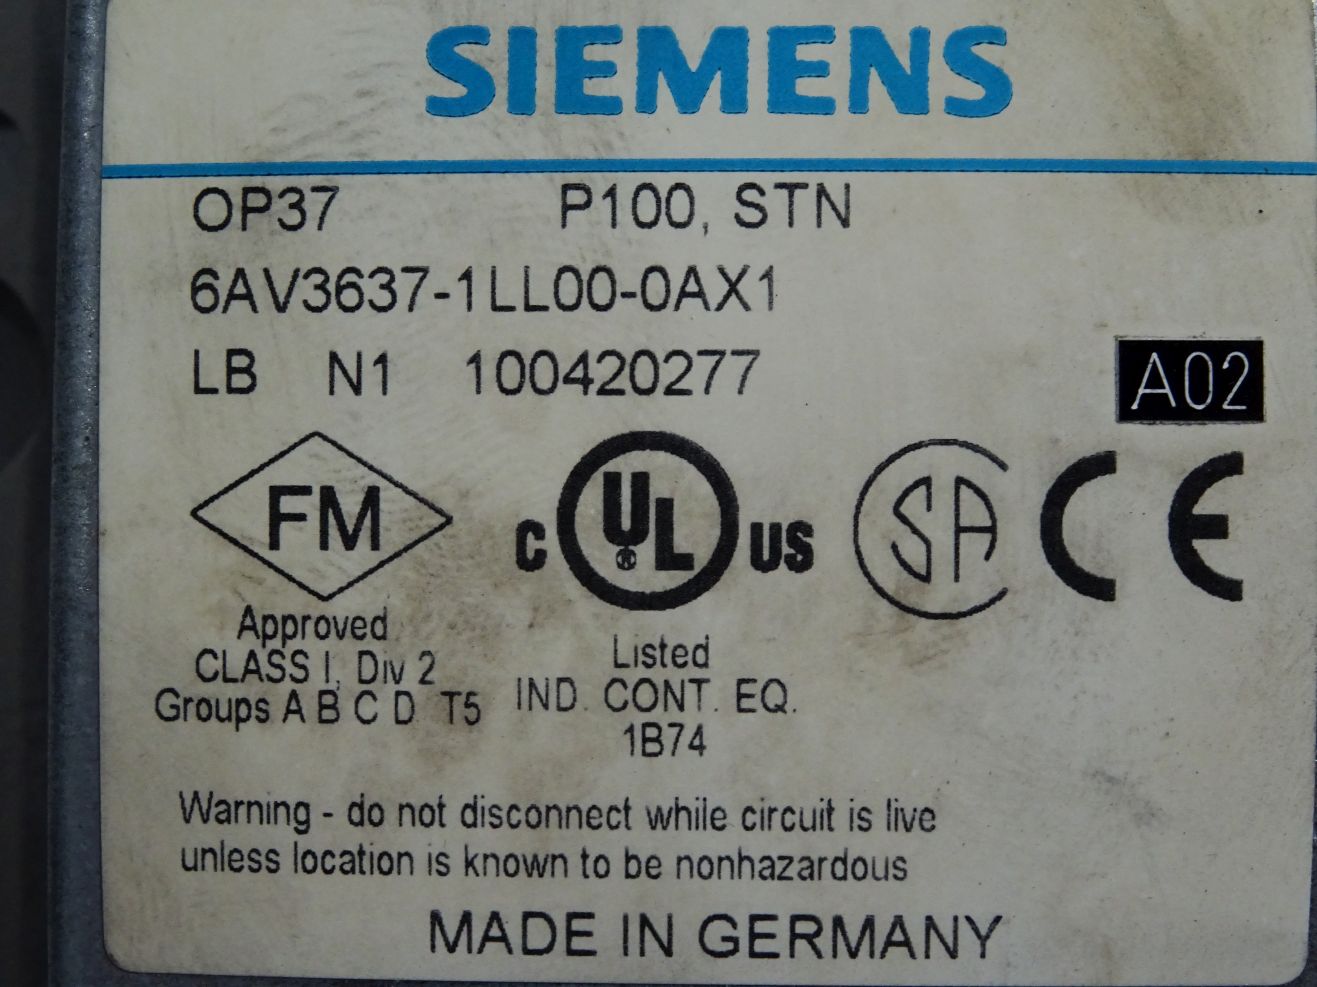 SIEMENS
OP37 P100, STN
6AV3637-1LL00-0AX1
LB N1 100420277
A02
FM
C UL® US
SA
CE
Approved
CLASS I, Div 2
Groups A B C D T5
Listed
IND. CONT. EQ.
1B74
Warning - do not disconnect while circuit is live
unless location is known to be nonhazardous
MADE IN GERMANY